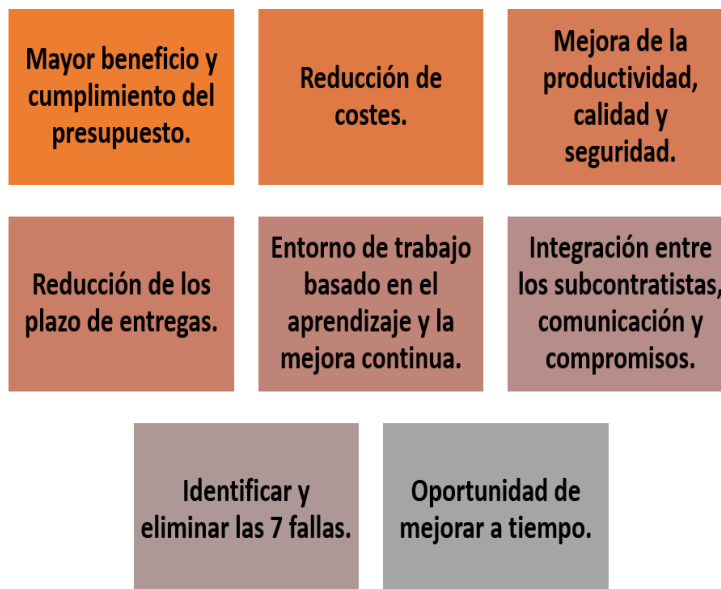 Mayor beneficio y
cumplimiento del
presupuesto.
Reducción de
costes.
Mejora de la
productividad,
calidad y
seguridad.
Reducción de los
plazo de entregas.
Entorno de trabajo
basado en el
aprendizaje y la
mejora continua.
Integración entre
los subcontratistas,
comunicación y
compromisos.
Identificar y
eliminar las 7 fallas.
Oportunidad de
mejorar a tiempo.